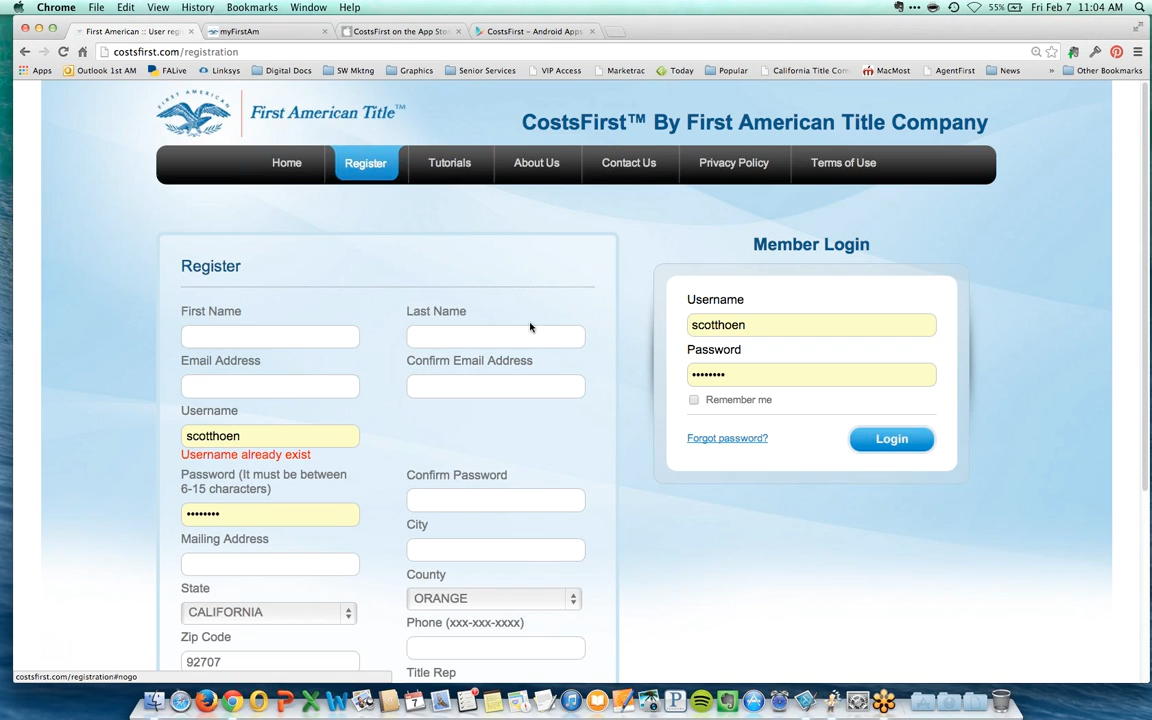 Chrome File Edit View History Bookmarks Window Help 55% Fri Feb 7 11:04 AM
First American :: User regi myFirstAm CostsFirst on the App Sto CostsFirst – Android Apps
costsfirst.com/registration
Apps Outlook 1st AM FALive Linksys Digital Docs SW Mktng Graphics Senior Services VIP Access Marketrac Today Popular California Title Com MacMost AgentFirst News » Other Bookmarks
FIRST AMERICAN
First American Title™
CostsFirst™ By First American Title Company
Home Register Tutorials About Us Contact Us Privacy Policy Terms of Use
Register
First Name Last Name
Email Address Confirm Email Address
Username
scotthoen
Username already exist
Password (It must be between
6-15 characters)
Confirm Password
••••••••
City
Mailing Address
County
State
ORANGE
CALIFORNIA
Phone (xxx-xxx-xxxx)
Zip Code
92707
Title Rep
Member Login
Username
scotthoen
Password
••••••••
Remember me
Forgot password? Login
costsfirst.com/registration#nogo